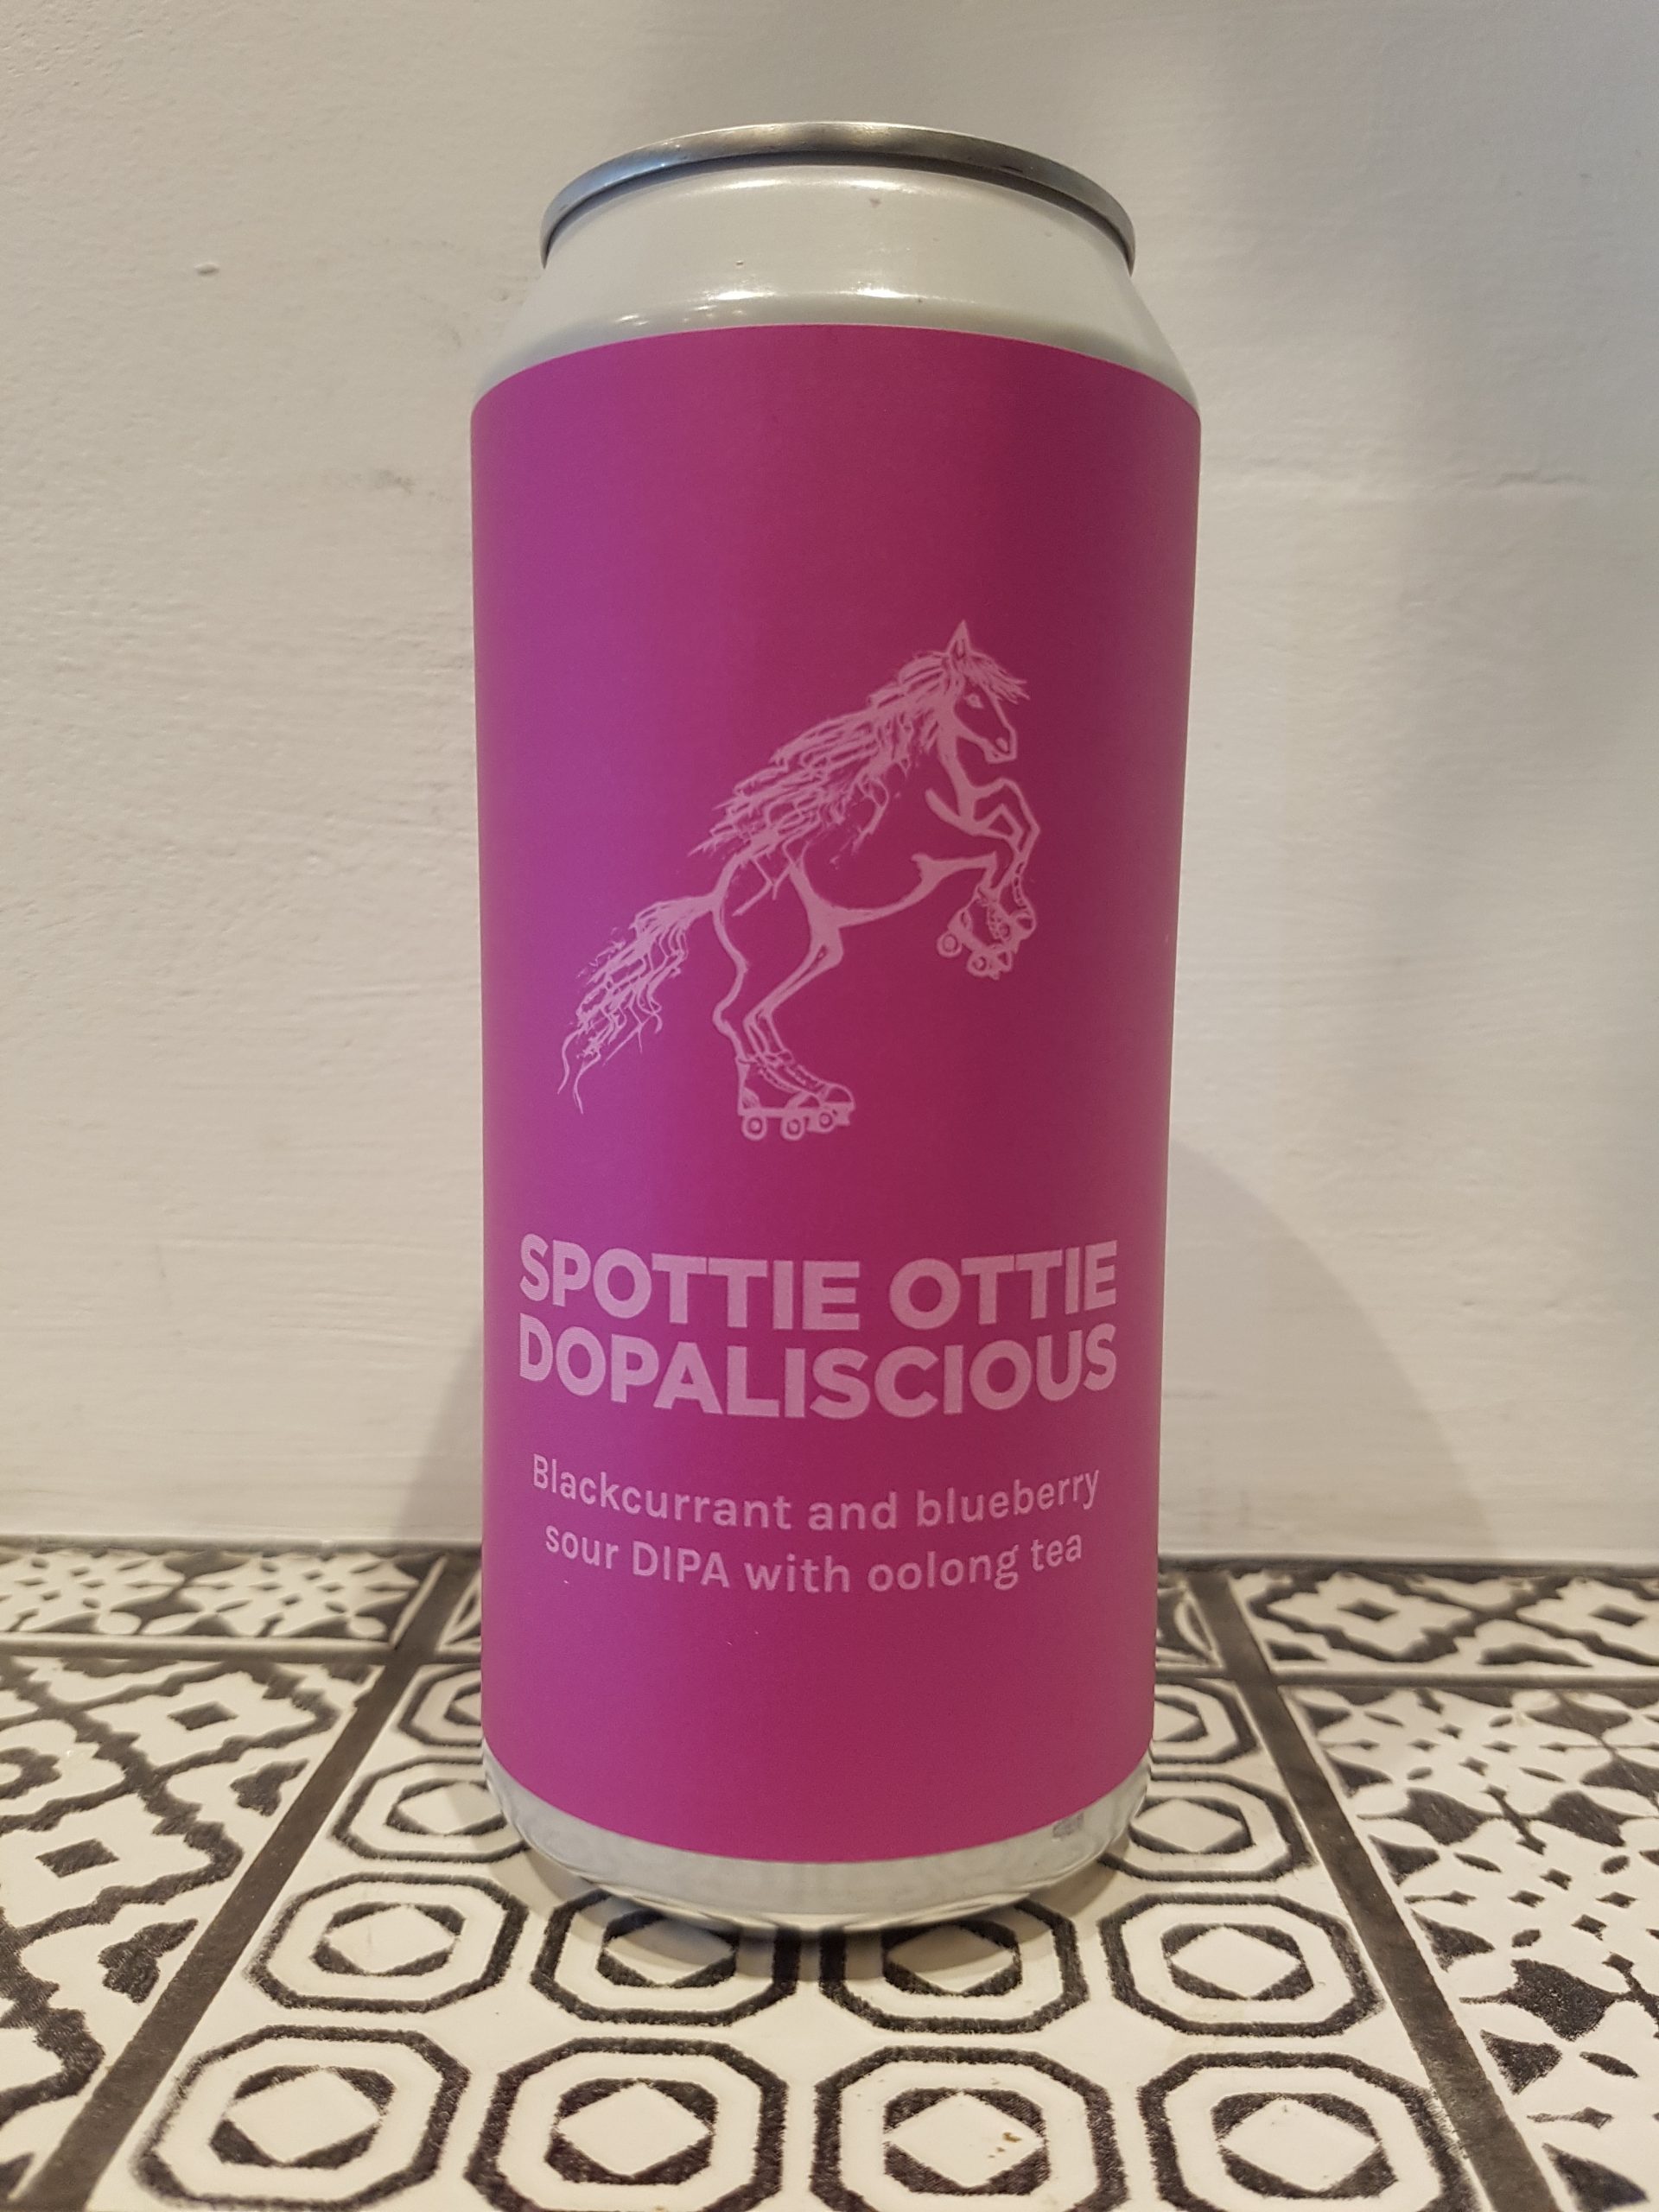 SPOTTIE OTTIE
DOPALISCIOUS
Blackcurrant and blueberry
sour DIPA with oolong tea